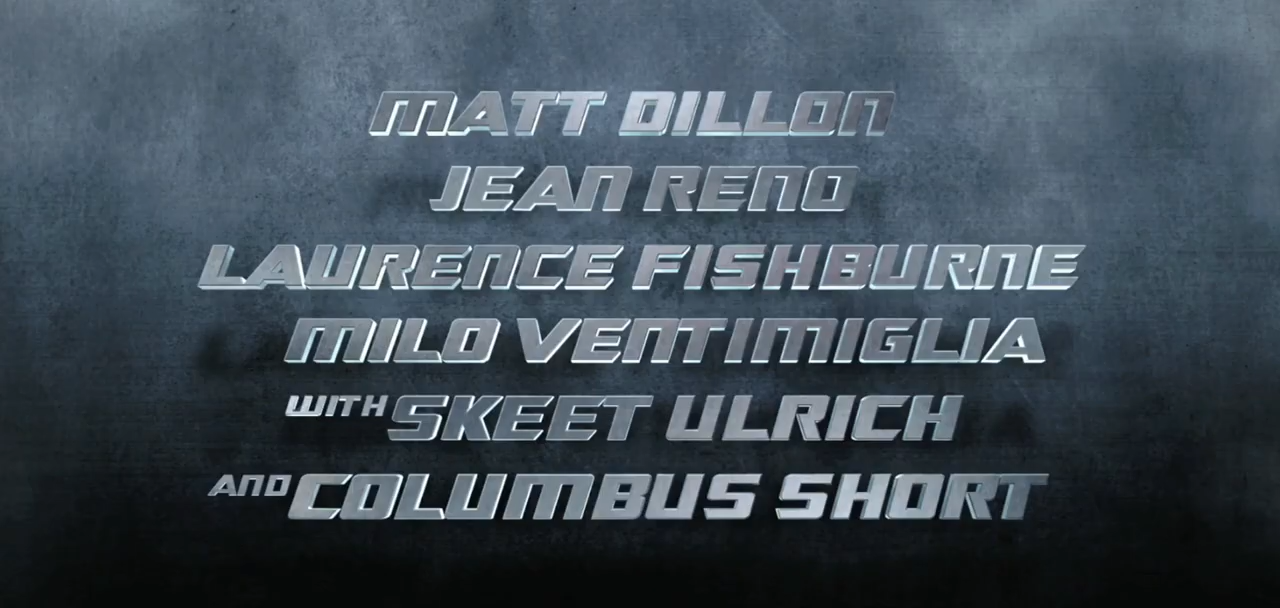 MATT DILLON
JEAN RENO
LAURENCE FISHBURNE
MILO VENTIMIGLIA
WITH SKEET ULRICH
AND COLUMBUS SHORT